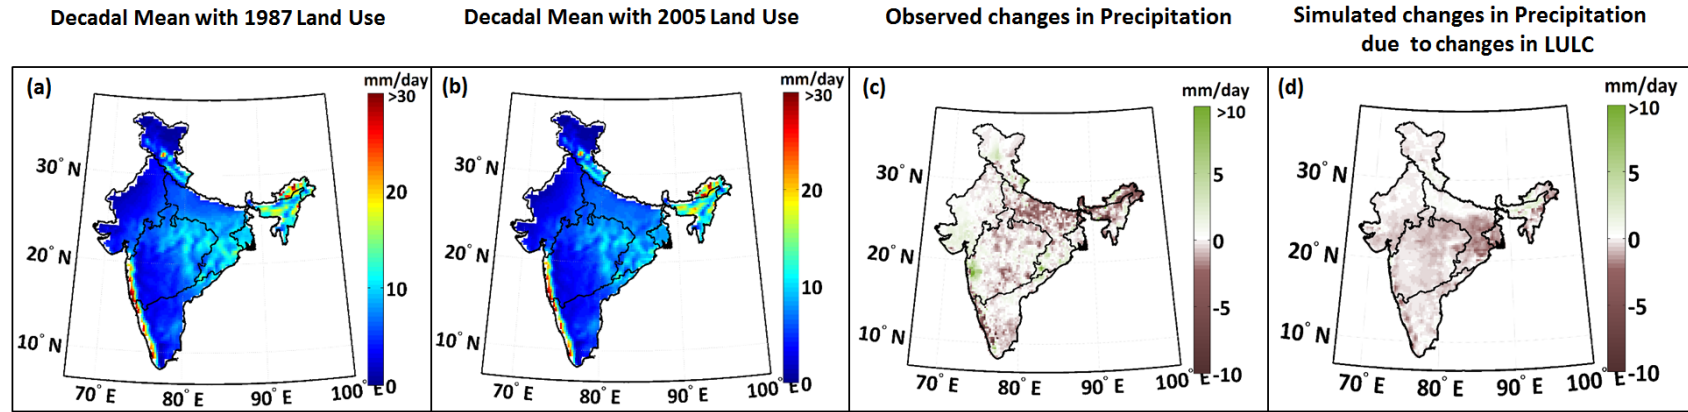 Decadal Mean with 1987 Land Use
Decadal Mean with 2005 Land Use
Observed changes in Precipitation
Simulated changes in Precipitation
due to changes in LULC
(a)
mm/day
>30
20
10
0
30° N
20° N
10° N
70° E
80° E
90° E
100° E
(b)
mm/day
>30
20
10
0
30° N
20° N
10° N
70° E
80° E
90° E
100° E
(c)
mm/day
>10
5
0
-5
-10
30° N
20° N
10° N
70° E
80° E
90° E
100° E
(d)
mm/day
>10
5
0
-5
-10
30° N
20° N
10° N
70° E
80° E
90° E
100° E